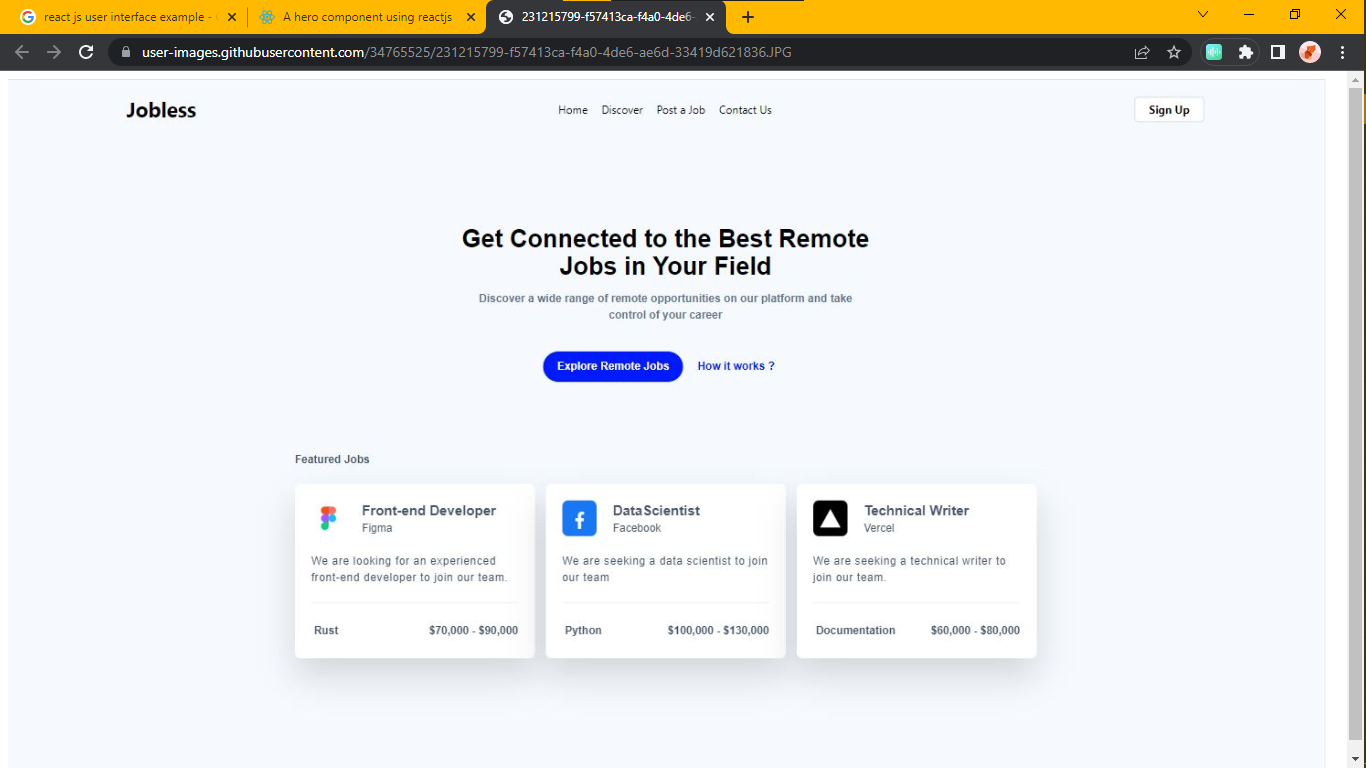 react js user interface example -
A hero component using reactjs
231215799-f57413ca-f4a0-4de6-
user-images.githubusercontent.com/34765525/231215799-f57413ca-f4a0-4de6-ae6d-33419d621836.JPG
Jobless
Home Discover Post a Job Contact Us
Sign Up
Get Connected to the Best Remote
Jobs in Your Field
Discover a wide range of remote opportunities on our platform and take
control of your career
Explore Remote Jobs
How it works ?
Featured Jobs
Front-end Developer
Figma
We are looking for an experienced
front-end developer to join our team.
Rust $70,000 - $90,000
Data Scientist
Facebook
We are seeking a data scientist to join
our team
Python $100,000 - $130,000
Technical Writer
Vercel
We are seeking a technical writer to
join our team.
Documentation $60,000 - $80,000